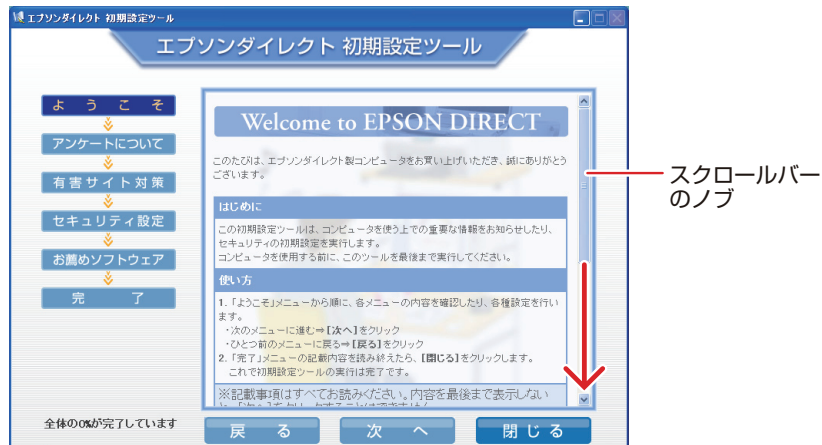 エプソンダイレクト 初期設定ツール
エプソンダイレクト 初期設定ツール
ようこそ
アンケートについて
有害サイト対策
セキュリティ設定
お薦めソフトウェア
完了
Welcome to EPSON DIRECT
このたびは、エプソンダイレクト製コンピュータをお買い上げいただき、誠にありがとう
ございます。
はじめに
この初期設定ツールは、コンピュータを使う上での重要な情報をお知らせしたり、
セキュリティの初期設定を実行します。
コンピュータを使用する前に、このツールを最後まで実行してください。
使い方
1. 「ようこそ」メニューから順に、各メニューの内容を確認したり、各種設定を行い
ます。
・次のメニューに進む⇒【次へ】をクリック
・ひとつ前のメニューに戻る⇒【戻る】をクリック
2. 「完了」メニューの記載内容を読み終えたら、【閉じる】をクリックします。
これで初期設定ツールの実行は完了です。
※記載事項はすべてお読みください。内容を最後まで表示しない
と、「次へ」をクリックすることはできません。
全体の0%が完了しています
戻る
次へ
閉じる
スクロールバー
のノブ